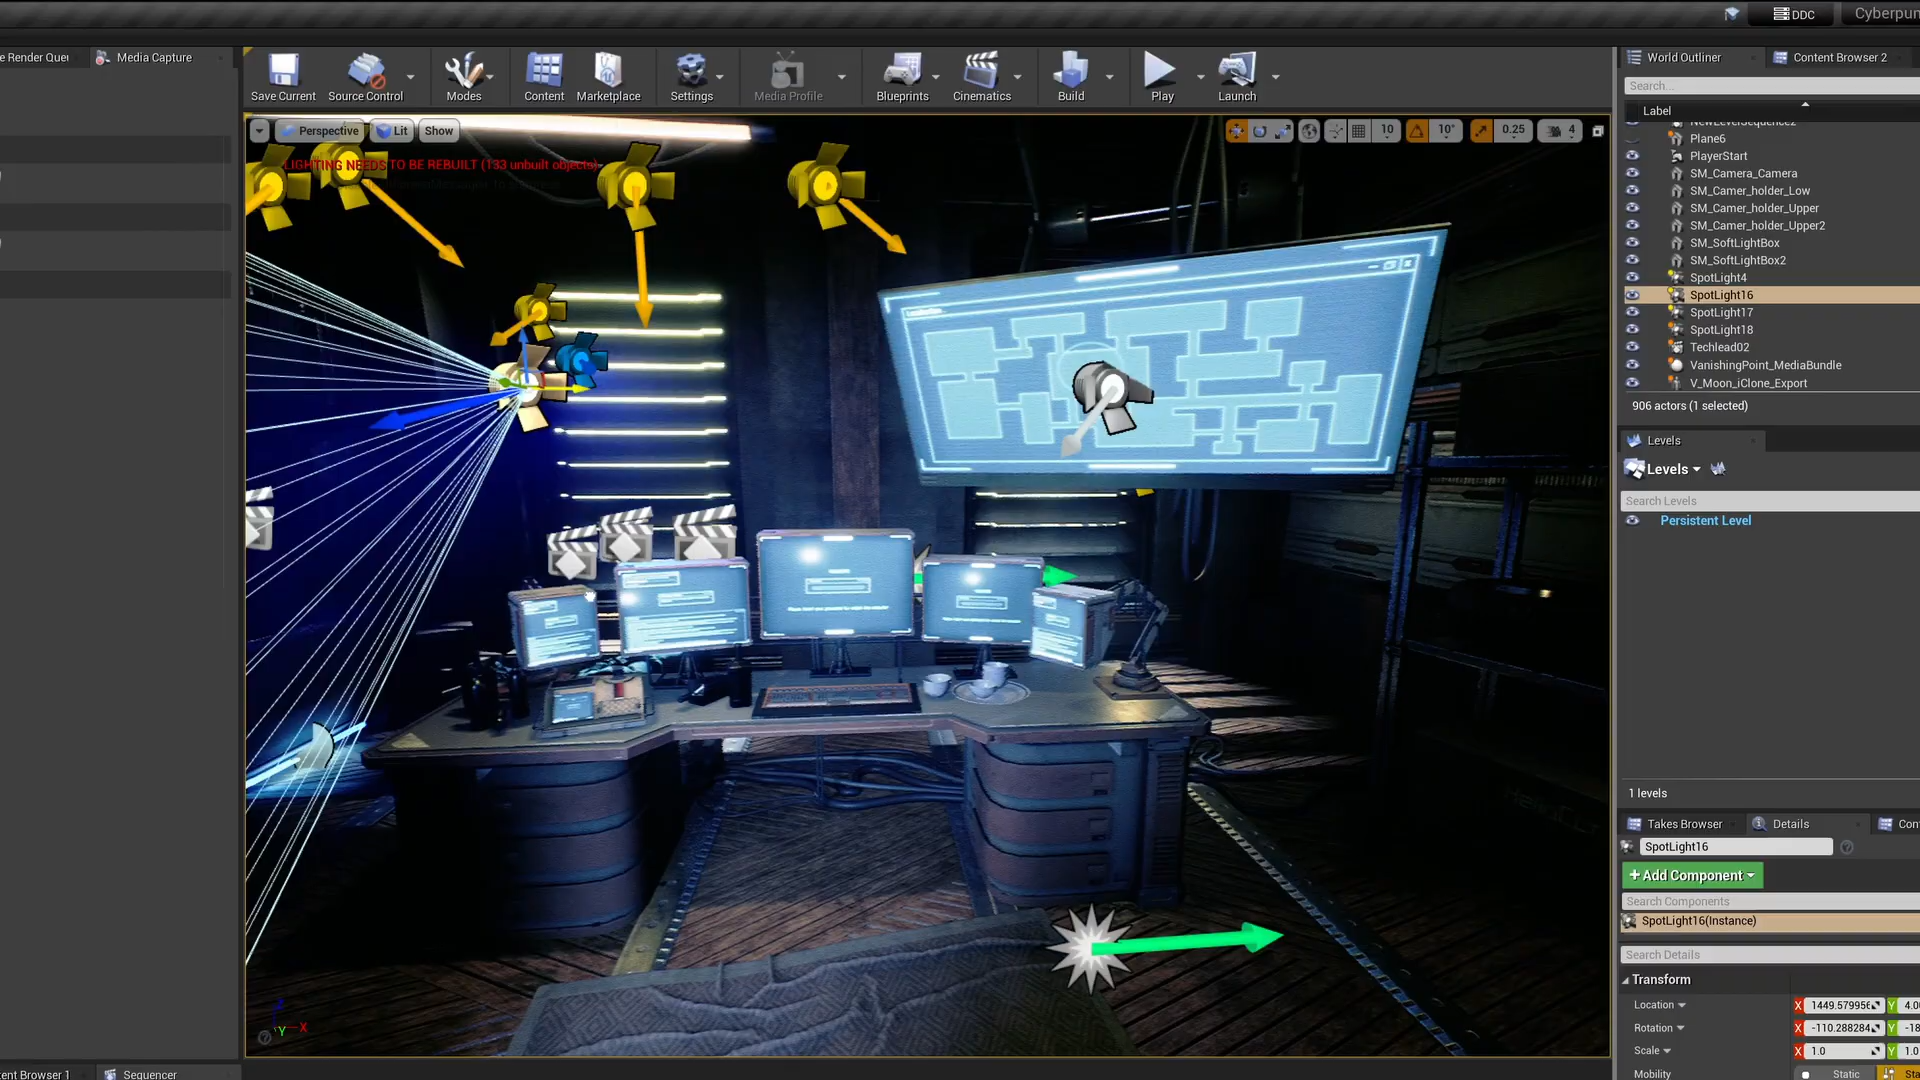 DDC
Cyberpun
e Render Que
Media Capture
World Outliner
Content Browser 2
Save Current
Source Control
Modes
Content
Marketplace
Settings
Media Profile
Blueprints
Cinematics
Build
Play
Launch
Search...
Label
Perspective
Lit
Show
10
10°
0.25
4
LIGHTING NEEDS TO BE REBUILT (133 unbuilt objects)
NewLevelSequence2
Plane6
PlayerStart
SM_Camera_Camera
SM_Camer_holder_Low
SM_Camer_holder_Upper
SM_Camer_holder_Upper2
SM_SoftLightBox
SM_SoftLightBox2
SpotLight4
SpotLight16
SpotLight17
SpotLight18
Techlead02
VanishingPoint_MediaBundle
V_Moon_iClone_Export
906 actors (1 selected)
Levels
Levels
Search Levels
Persistent Level
1 levels
Takes Browser
Details
Con
SpotLight16
+ Add Component
Search Components
SpotLight16(Instance)
Search Details
Transform
Location
X
1449.57995
Y
4.0
Rotation
X
-110.288284
Y
-18
Scale
X
1.0
Y
1.0
Mobility
Static
Sta
Y
X
ent Browser 1
Sequencer